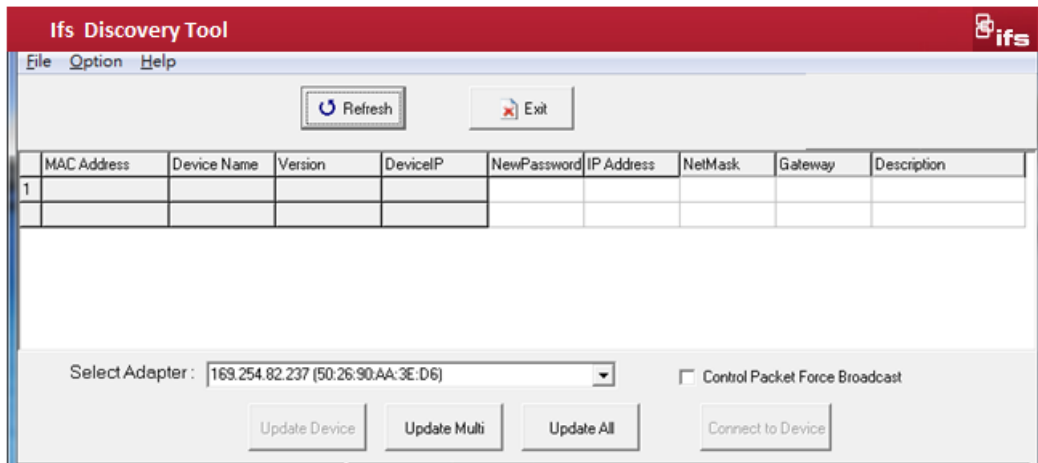 Ifs Discovery Tool
ifs
File Option Help
Refresh Exit
MAC Address Device Name Version DeviceIP NewPassword IP Address NetMask Gateway Description
1
Select Adapter : 169.254.82.237 (50:26:90:AA:3E:D6) Control Packet Force Broadcast
Update Device Update Multi Update All Connect to Device